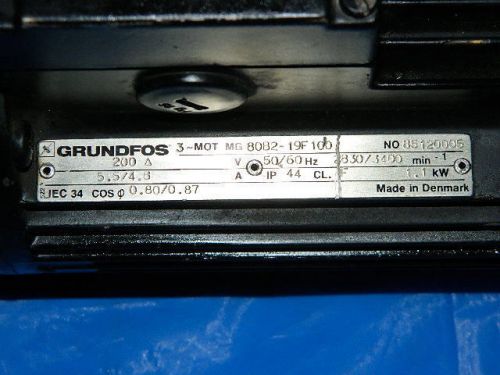 GRUNDFOS 3~MOT MG 80B2-19F100 NO 85120005
200 Δ V 50/60 Hz 2830/3400 min-1
5.5/4.8 A IP 44 CL. F 1.1 kW
IEC 34 COS φ 0.80/0.87 Made in Denmark